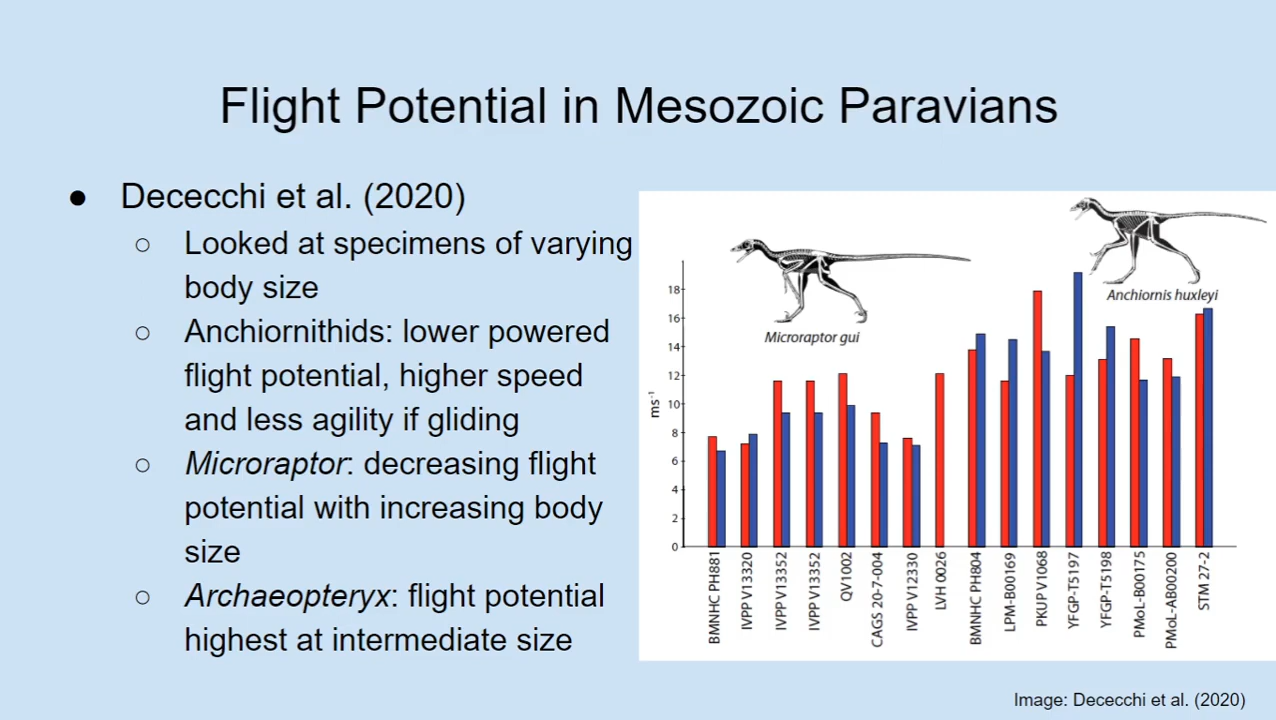 Flight Potential in Mesozoic Paravians
● Dececchi et al. (2020)
○ Looked at specimens of varying
body size
○ Anchiornithids: lower powered
flight potential, higher speed
and less agility if gliding
○ Microraptor: decreasing flight
potential with increasing body
size
○ Archaeopteryx: flight potential
highest at intermediate size
Microraptor gui
Anchiornis huxleyi
ms⁻¹
18
16
14
12
10
8
6
4
2
0
BMNHC PH881
IVPP V13320
IVPP V13352
IVPP V13352
QV1002
CAGS 20-7-004
IVPP V12330
LVH 0026
BMNHC PH804
LPM-B00169
PKUP V1068
YFGP-T5197
YFGP-T5198
PMoL-B00175
PMoL-AB00200
STM 27-2
Image: Dececchi et al. (2020)